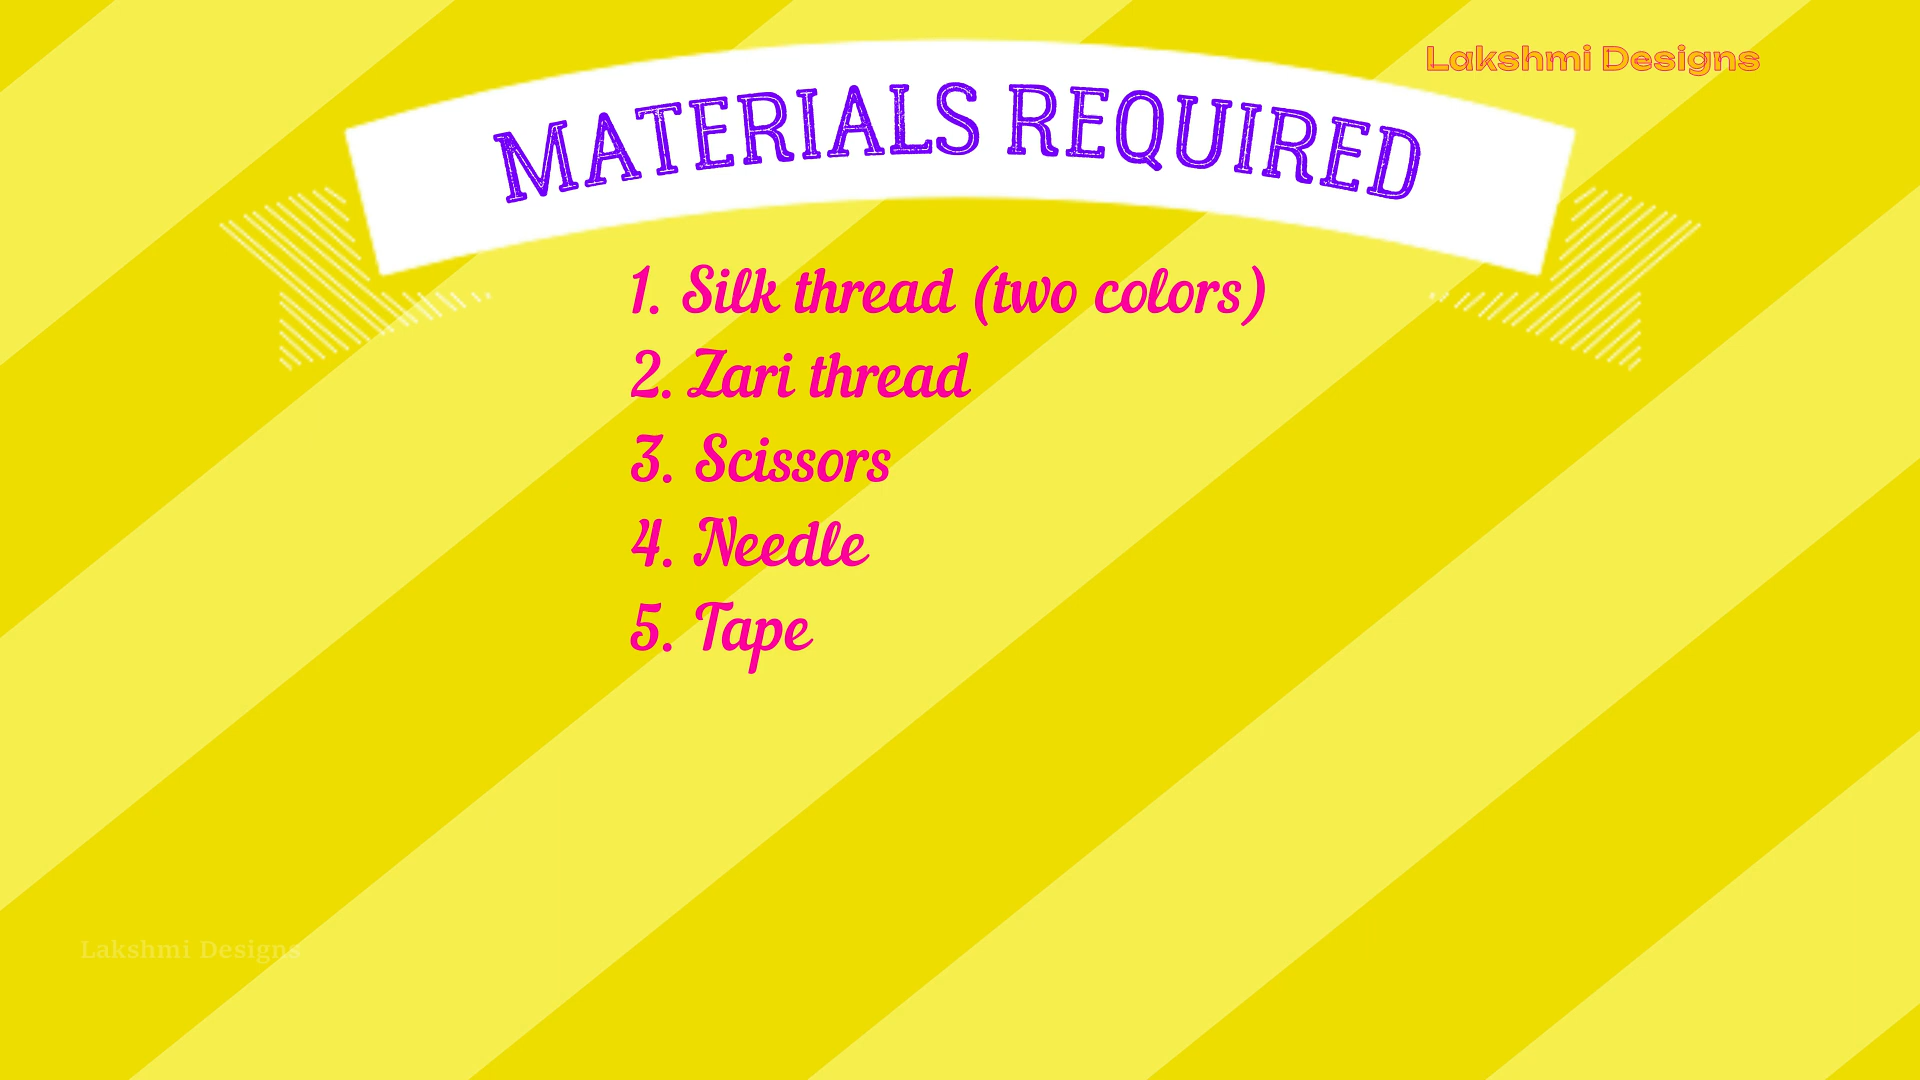 Lakshmi Designs
MATERIALS REQUIRED
1. Silk thread (two colors)
2. Zari thread
3. Scissors
4. Needle
5. Tape
Lakshmi Designs